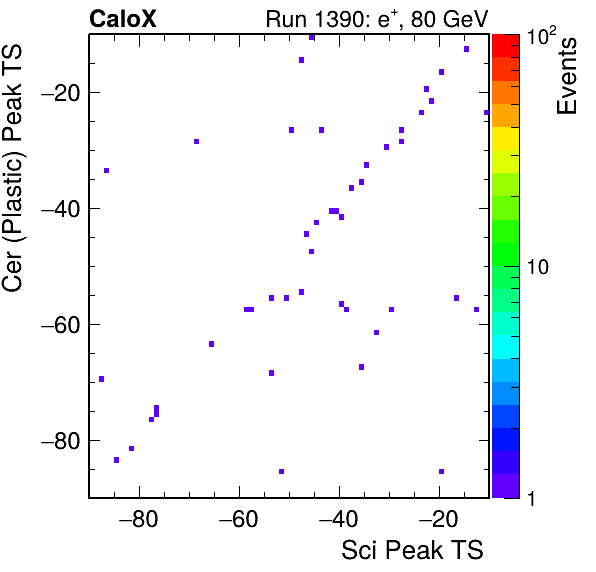 CaloX
Run 1390: e⁺, 80 GeV
Cer (Plastic) Peak TS
−20
−40
−60
−80
−80
−60
−40
−20
Sci Peak TS
10²
10
1
Events